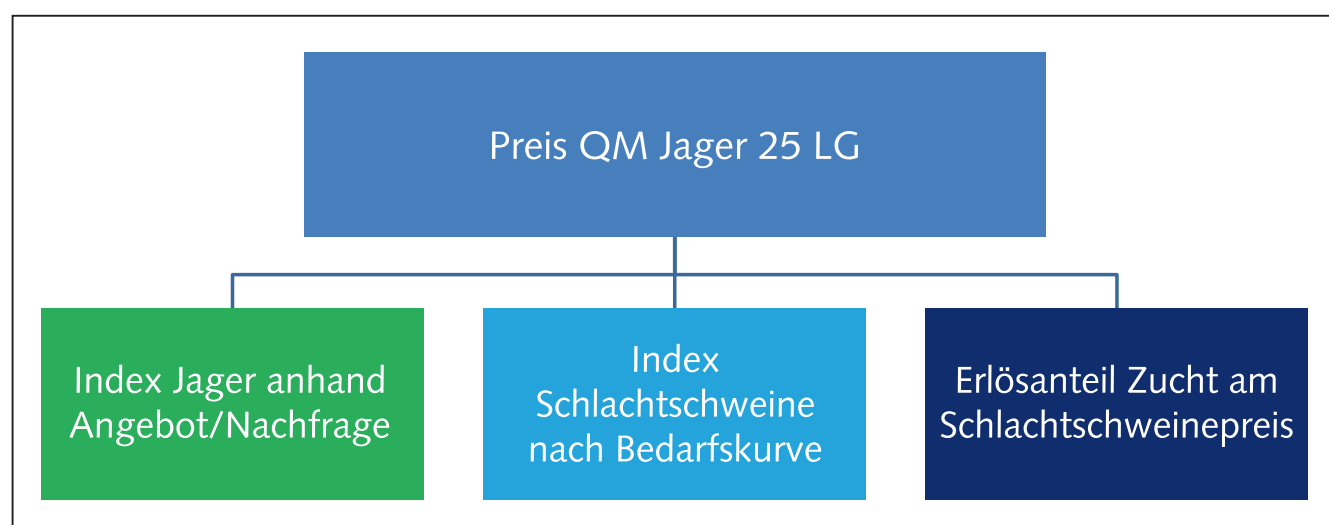 Preis QM Jager 25 LG
Index Jager anhand
Angebot/Nachfrage
Index
Schlachtschweine
nach Bedarfskurve
Erlösanteil Zucht am
Schlachtschweinepreis